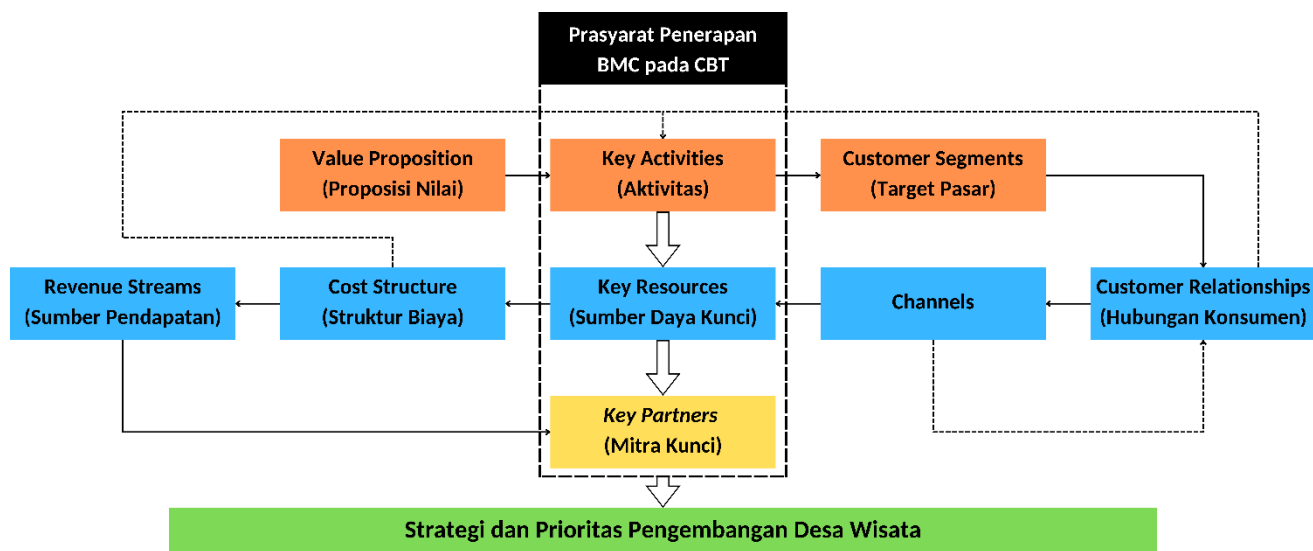 Prasyarat Penerapan
BMC pada CBT
Value Proposition
(Proposisi Nilai)
Key Activities
(Aktivitas)
Customer Segments
(Target Pasar)
Revenue Streams
(Sumber Pendapatan)
Cost Structure
(Struktur Biaya)
Key Resources
(Sumber Daya Kunci)
Channels
Customer Relationships
(Hubungan Konsumen)
Key Partners
(Mitra Kunci)
Strategi dan Prioritas Pengembangan Desa Wisata